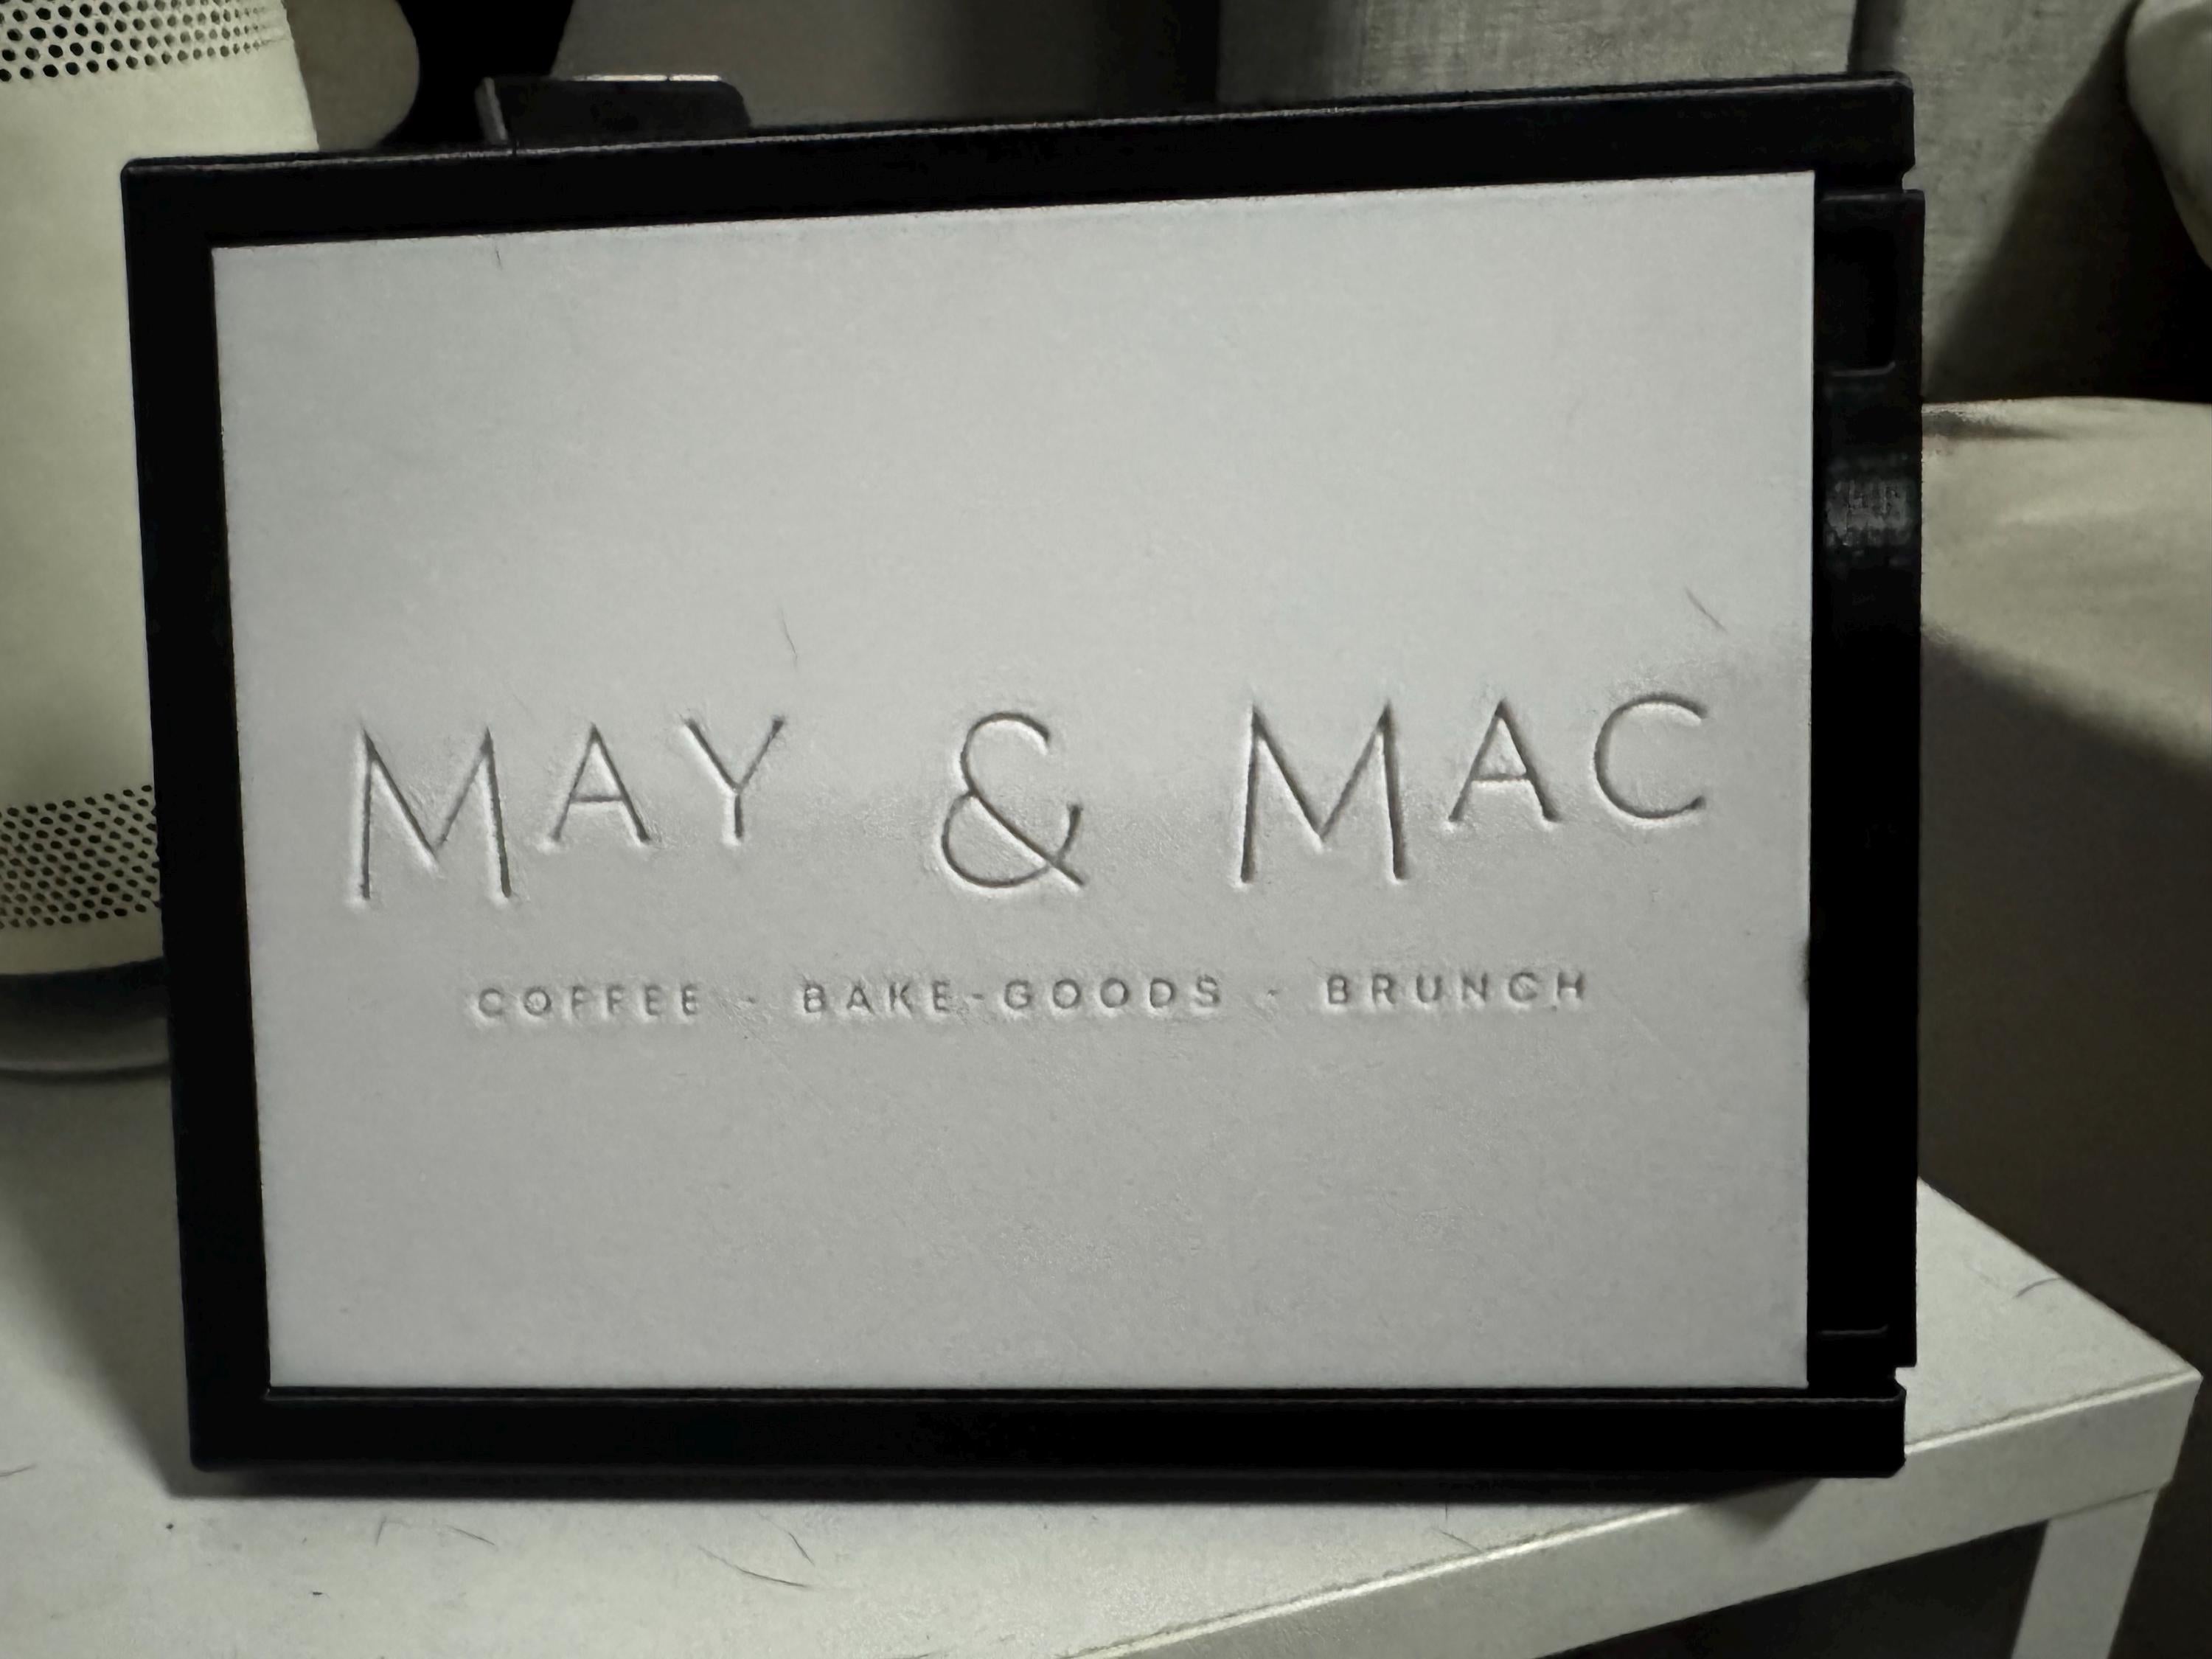 MAY & MAC
COFFEE - BAKE-GOODS - BRUNCH